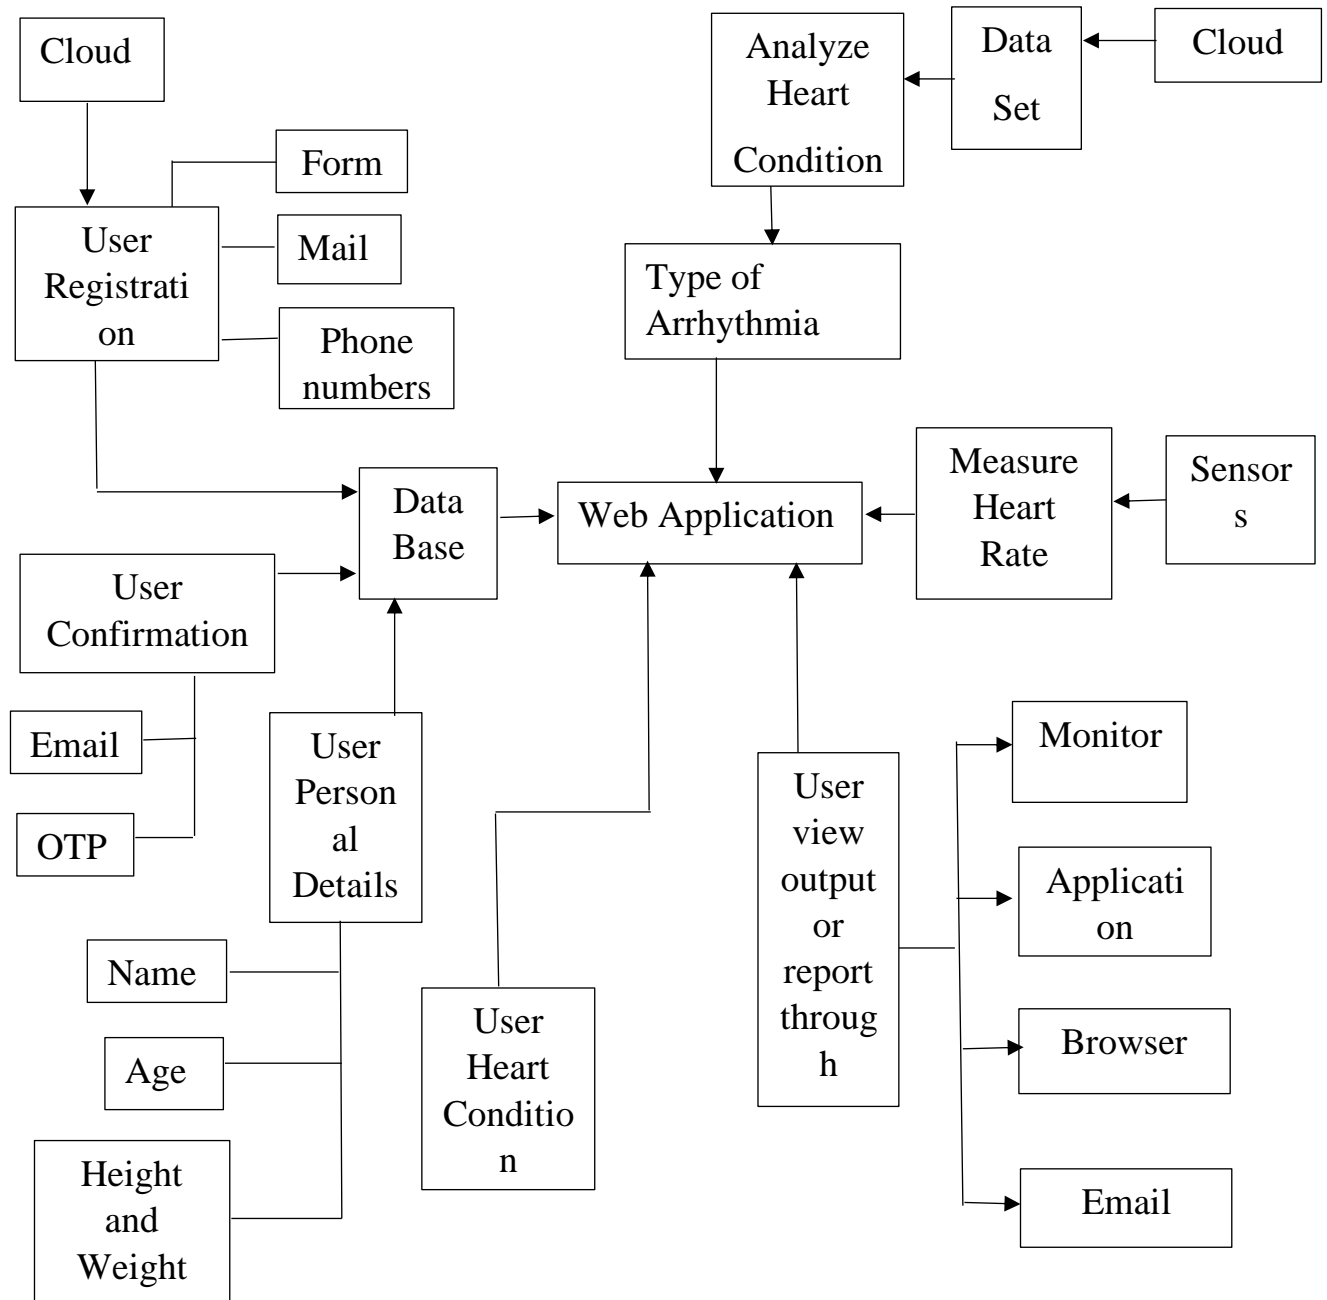 Cloud
Analyze
Heart
Condition
Data
Set
Cloud
Form
User
Registrati
on
Mail
Phone
numbers
Type of
Arrhythmia
Data
Base
Web Application
Measure
Heart
Rate
Sensor
s
User
Confirmation
Email
OTP
User
Person
al
Details
Name
Age
Height
and
Weight
User
Heart
Conditio
n
User
view
output
or
report
throug
h
Monitor
Applicati
on
Browser
Email